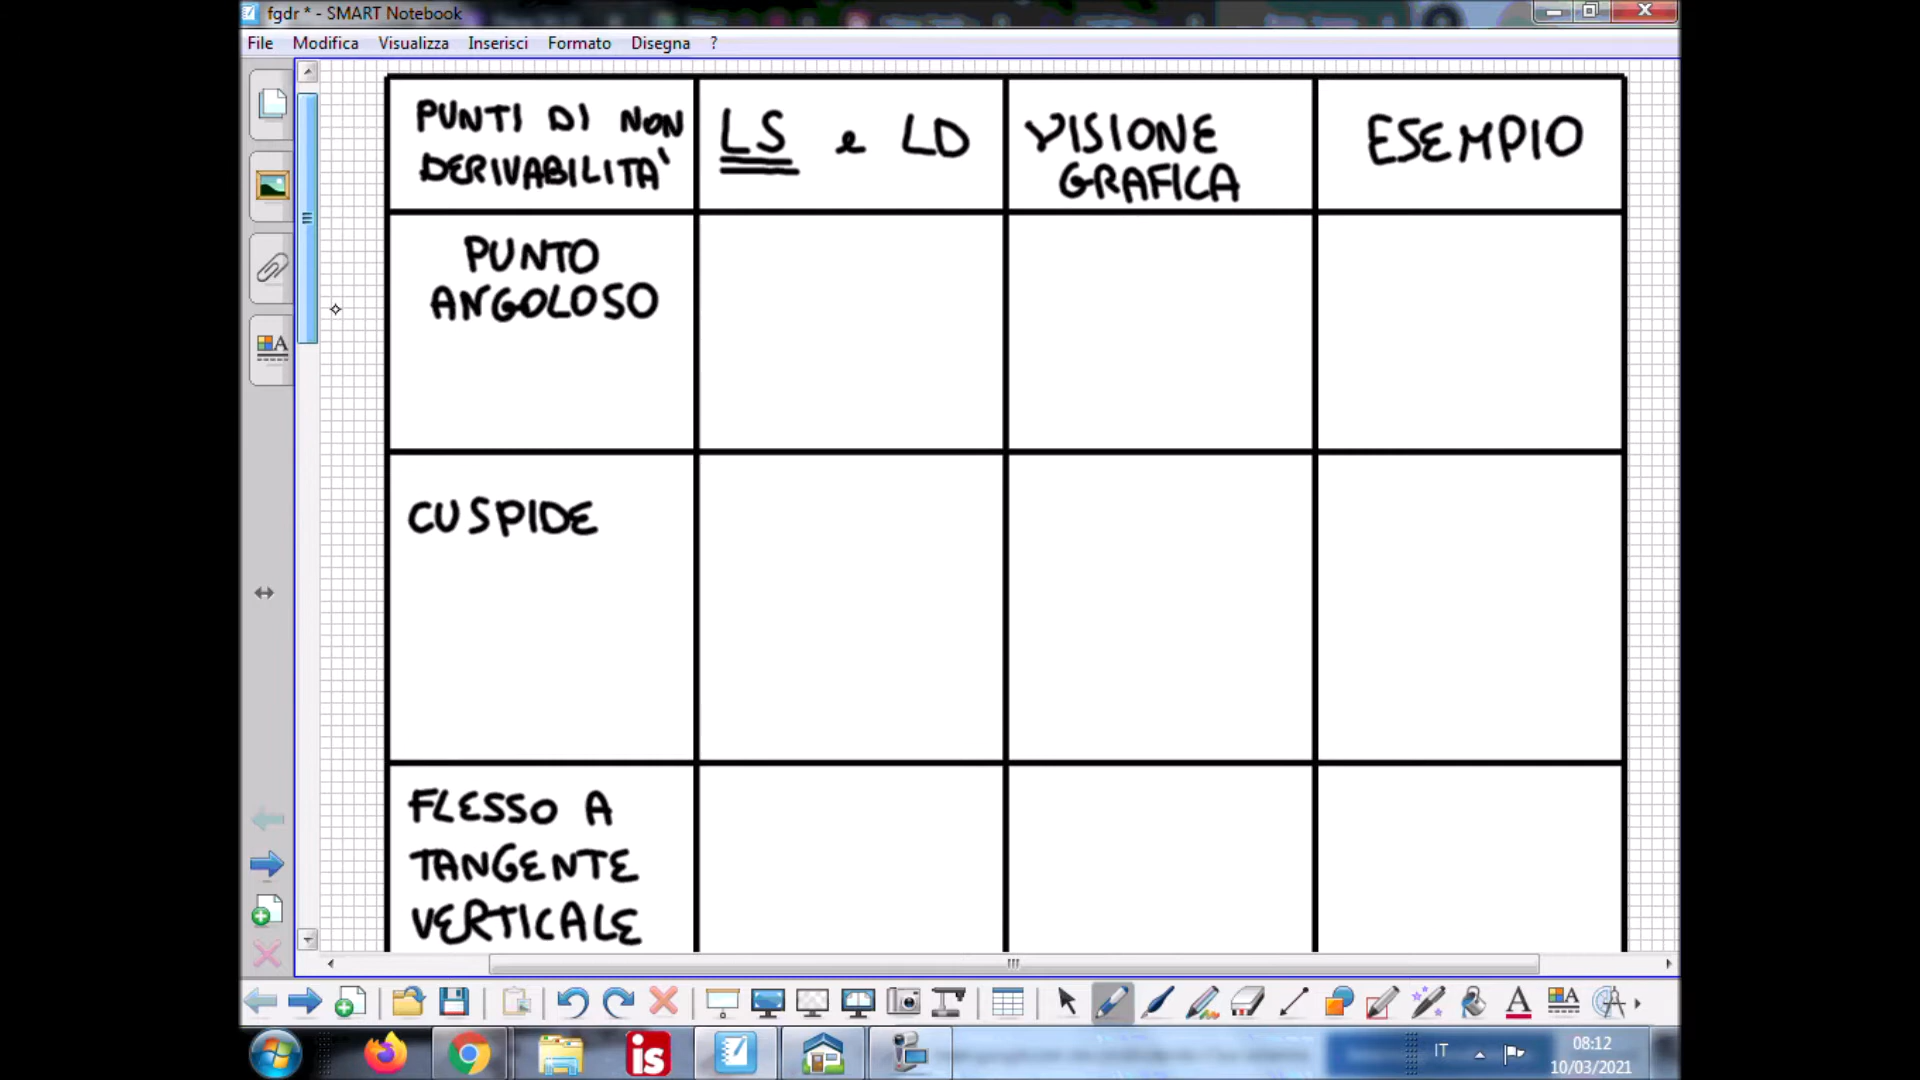 fgdr * - SMART Notebook
File Modifica Visualizza Inserisci Formato Disegna ?
PUNTI DI NON DERIVABILITA'
LS e LD
VISIONE GRAFICA
ESEMPIO
PUNTO
ANGOLOSO
CUSPIDE
FLESSO A
TANGENTE
VERTICALE
IT
08:12
10/03/2021